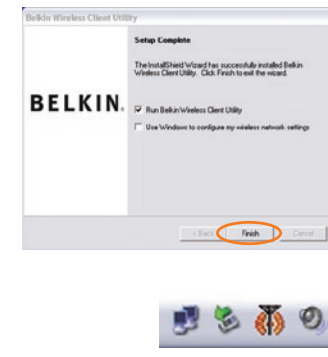 Belkin Wireless Client Utility
Setup Complete
The InstallShield Wizard has successfully installed Belkin
Wireless Client Utility. Click Finish to exit the wizard.
BELKIN.
Run Belkin Wireless Client Utility
Use Windows to configure my wireless network settings
< Back
Finish
Cancel